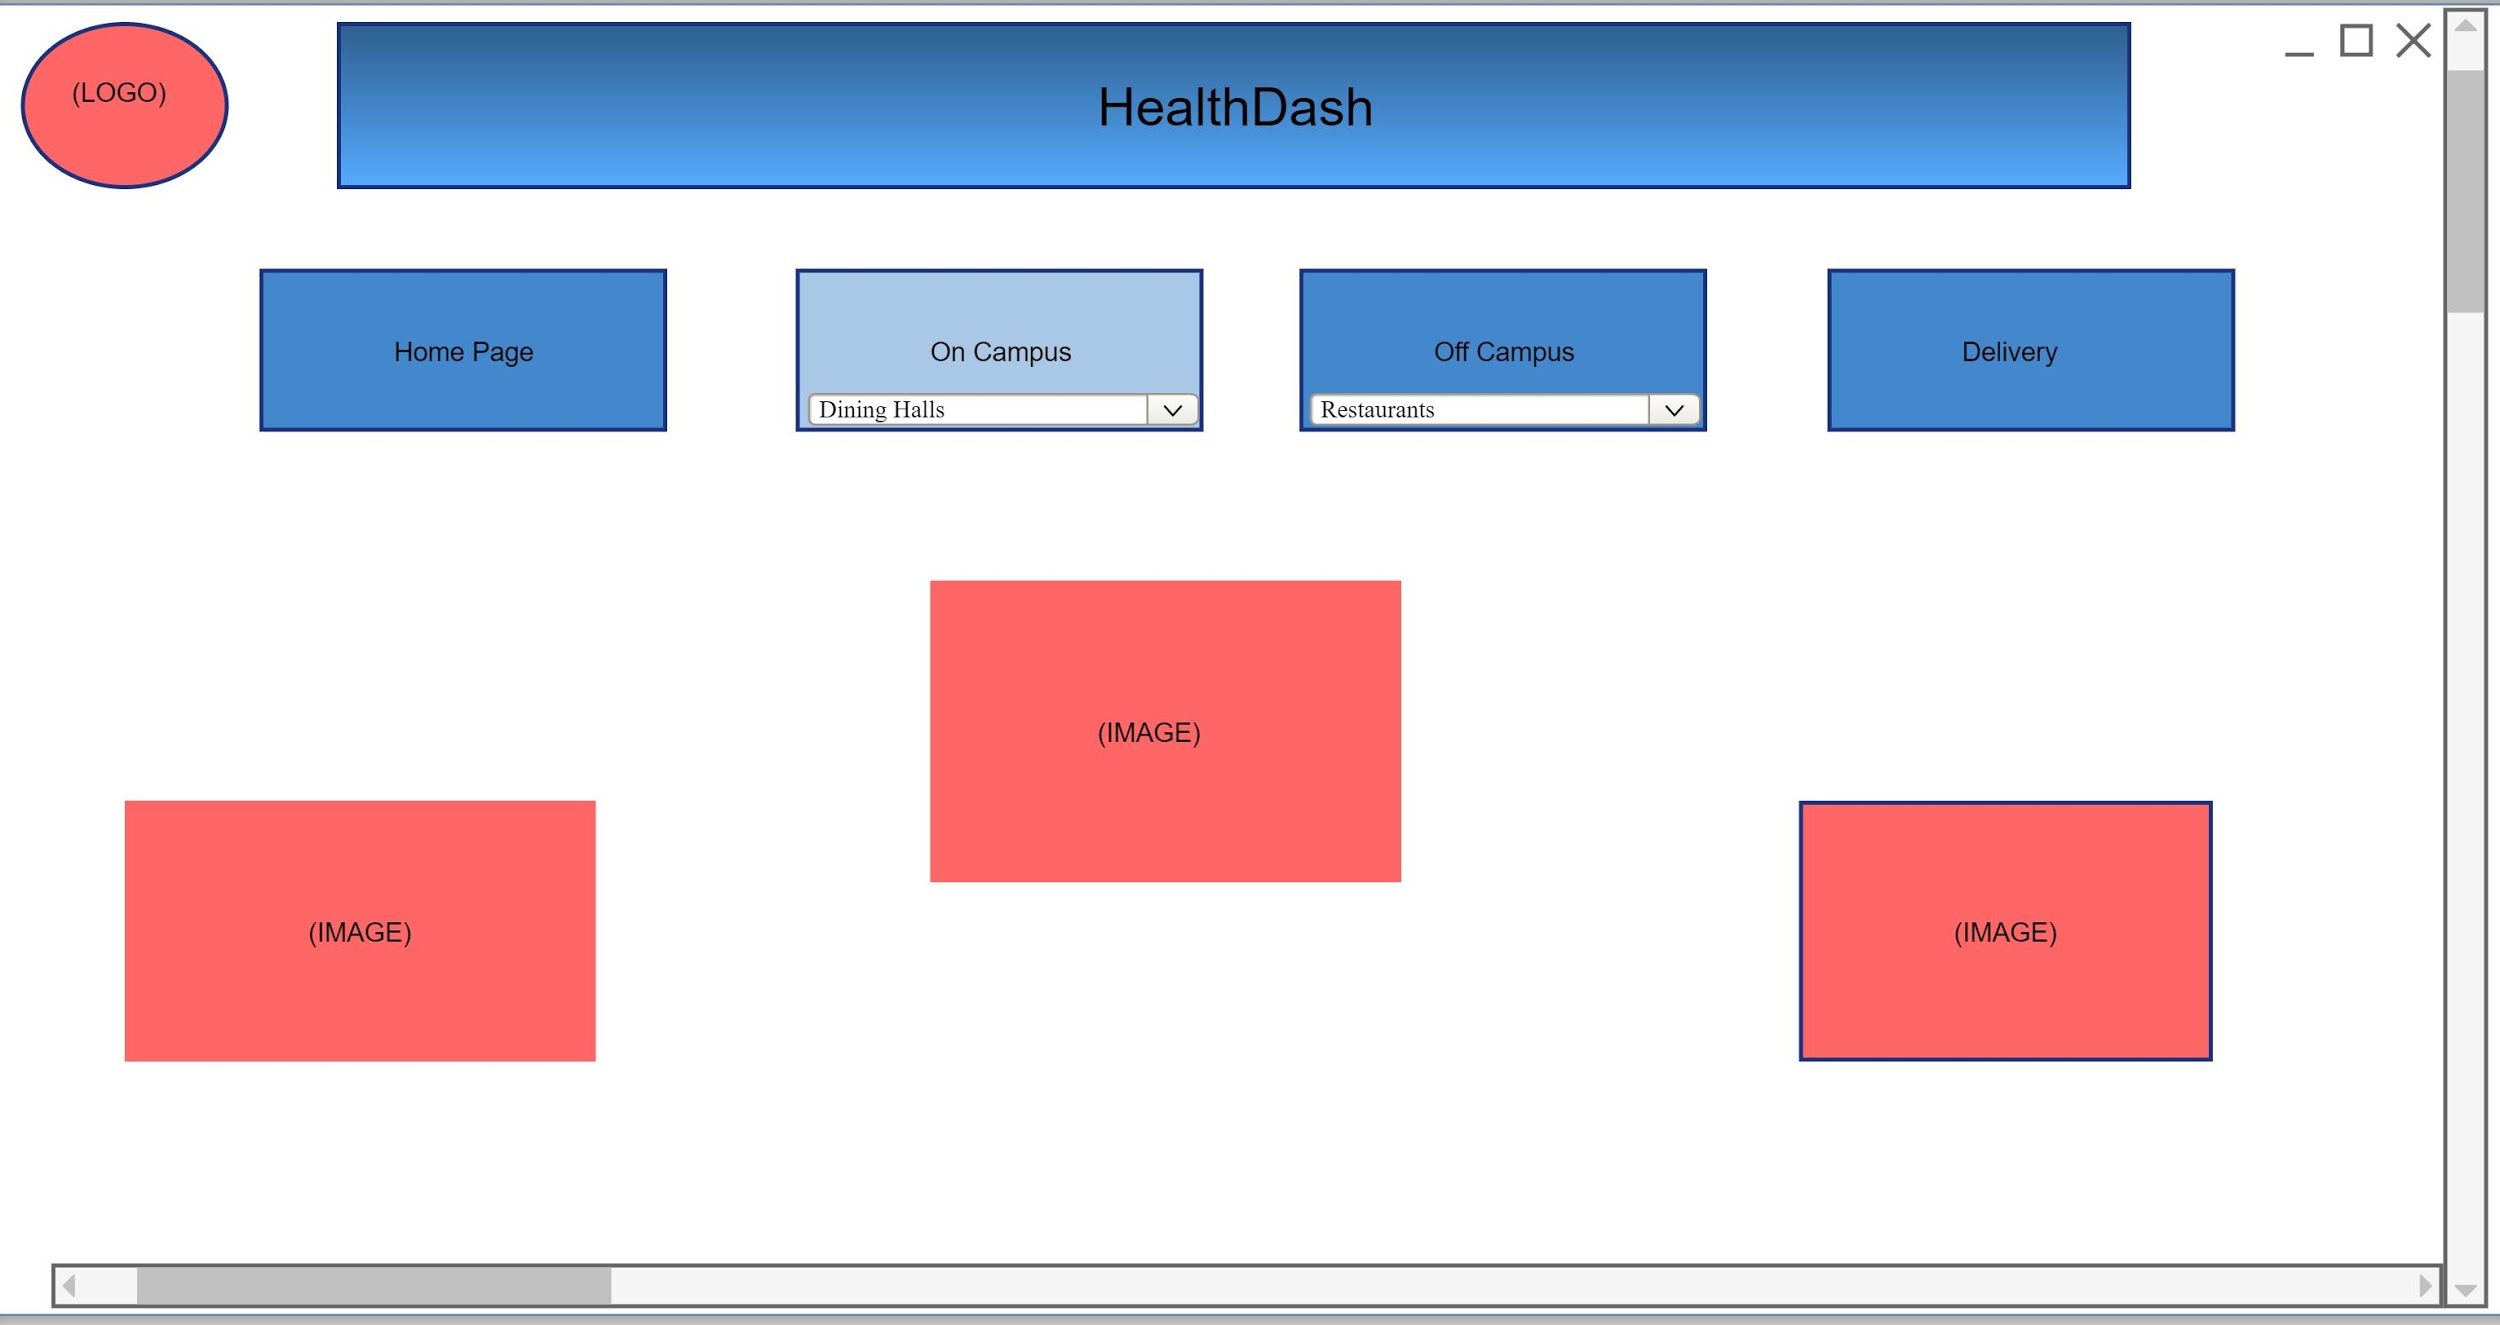 (LOGO)
HealthDash
Home Page
On Campus
Off Campus
Delivery
Dining Halls
Restaurants
(IMAGE)
(IMAGE)
(IMAGE)